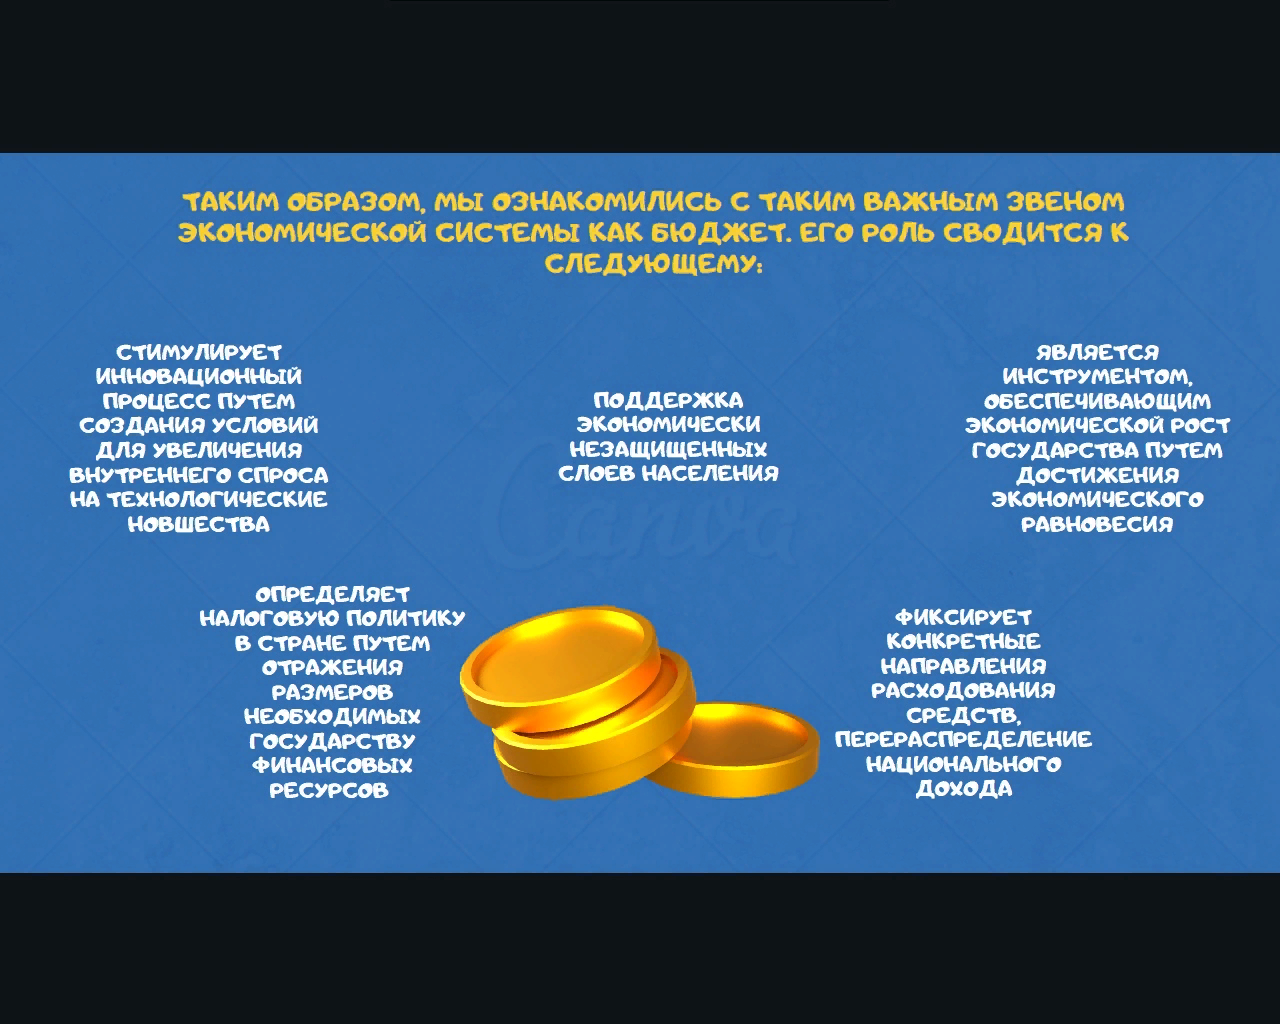 ТАКИМ ОБРАЗОМ, МЫ ОЗНАКОМИЛИСЬ С ТАКИМ ВАЖНЫМ ЗВЕНОМ
ЭКОНОМИЧЕСКОЙ СИСТЕМЫ КАК БЮДЖЕТ. ЕГО РОЛЬ СВОДИТСЯ К
СЛЕДУЮЩЕМУ:
СТИМУЛИРУЕТ
ИННОВАЦИОННЫЙ
ПРОЦЕСС ПУТЕМ
СОЗДАНИЯ УСЛОВИЙ
ДЛЯ УВЕЛИЧЕНИЯ
ВНУТРЕННЕГО СПРОСА
НА ТЕХНОЛОГИЧЕСКИЕ
НОВШЕСТВА
ПОДДЕРЖКА
ЭКОНОМИЧЕСКИ
НЕЗАЩИЩЕННЫХ
СЛОЕВ НАСЕЛЕНИЯ
ЯВЛЯЕТСЯ
ИНСТРУМЕНТОМ,
ОБЕСПЕЧИВАЮЩИМ
ЭКОНОМИЧЕСКОЙ РОСТ
ГОСУДАРСТВА ПУТЕМ
ДОСТИЖЕНИЯ
ЭКОНОМИЧЕСКОГО
РАВНОВЕСИЯ
Canva
ОПРЕДЕЛЯЕТ
НАЛОГОВУЮ ПОЛИТИКУ
В СТРАНЕ ПУТЕМ
ОТРАЖЕНИЯ
РАЗМЕРОВ
НЕОБХОДИМЫХ
ГОСУДАРСТВУ
ФИНАНСОВЫХ
РЕСУРСОВ
ФИКСИРУЕТ
КОНКРЕТНЫЕ
НАПРАВЛЕНИЯ
РАСХОДОВАНИЯ
СРЕДСТВ,
ПЕРЕРАСПРЕДЕЛЕНИЕ
НАЦИОНАЛЬНОГО
ДОХОДА